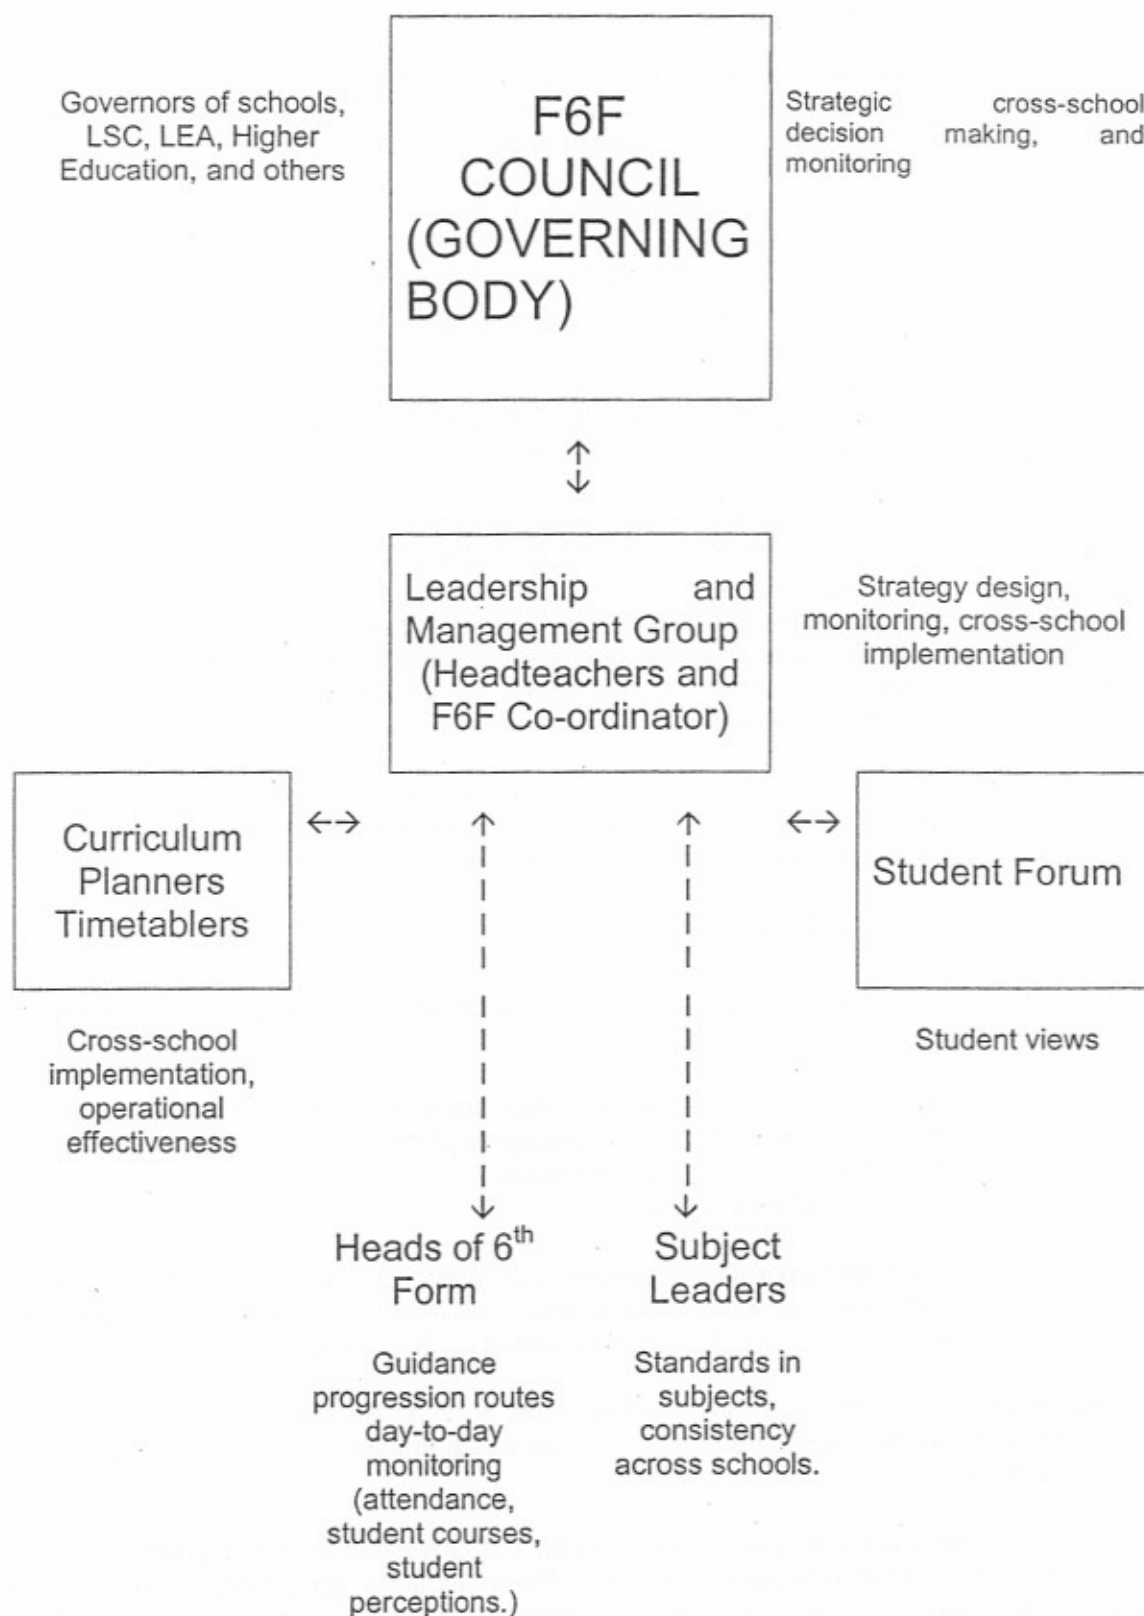 Governors of schools,
LSC, LEA, Higher
Education, and others
F6F
COUNCIL
(GOVERNING
BODY)
Strategic cross-school
decision making, and
monitoring
Leadership and
Management Group
(Headteachers and
F6F Co-ordinator)
Strategy design,
monitoring, cross-school
implementation
Curriculum
Planners
Timetablers
Student Forum
Cross-school
implementation,
operational
effectiveness
Student views
Heads of 6th
Form
Subject
Leaders
Guidance
progression routes
day-to-day
monitoring
(attendance,
student courses,
student
perceptions.)
Standards in
subjects,
consistency
across schools.